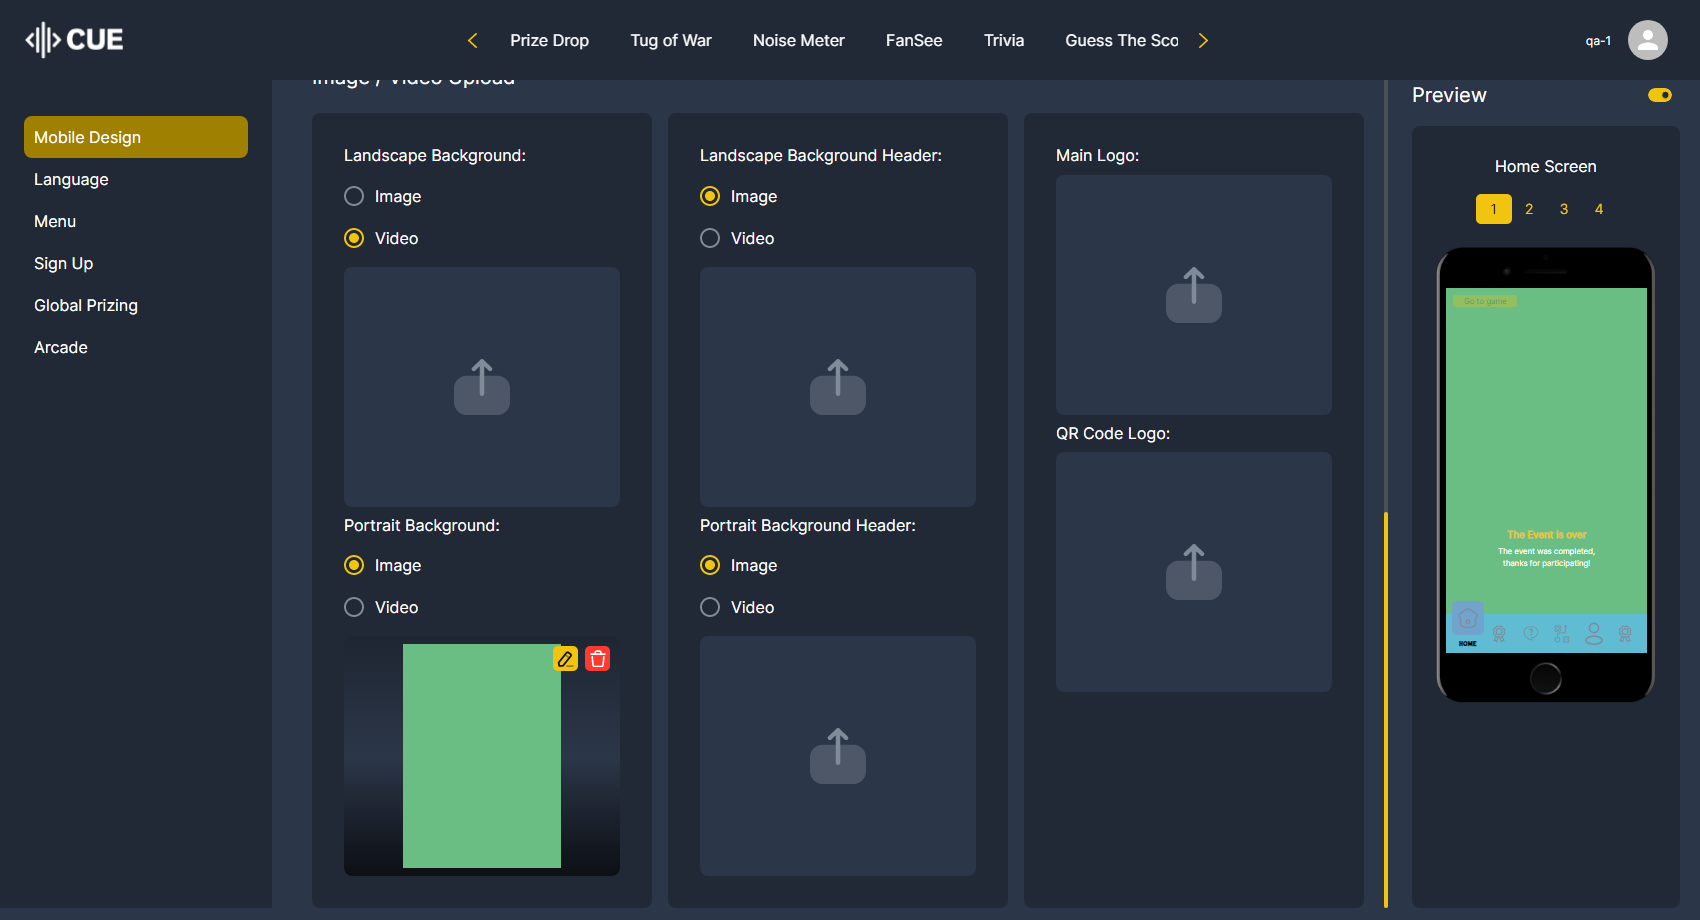 CUE
Prize Drop
Tug of War
Noise Meter
FanSee
Trivia
Guess The Sco
qa-1
Mobile Design
Language
Menu
Sign Up
Global Prizing
Arcade
Image / Video Upload
Landscape Background:
Image
Video
Portrait Background:
Image
Video
Landscape Background Header:
Image
Video
Portrait Background Header:
Image
Video
Main Logo:
QR Code Logo:
Preview
Home Screen
1 2 3 4
Go to game
The Event is over
The event was completed,
thanks for participating!
HOME